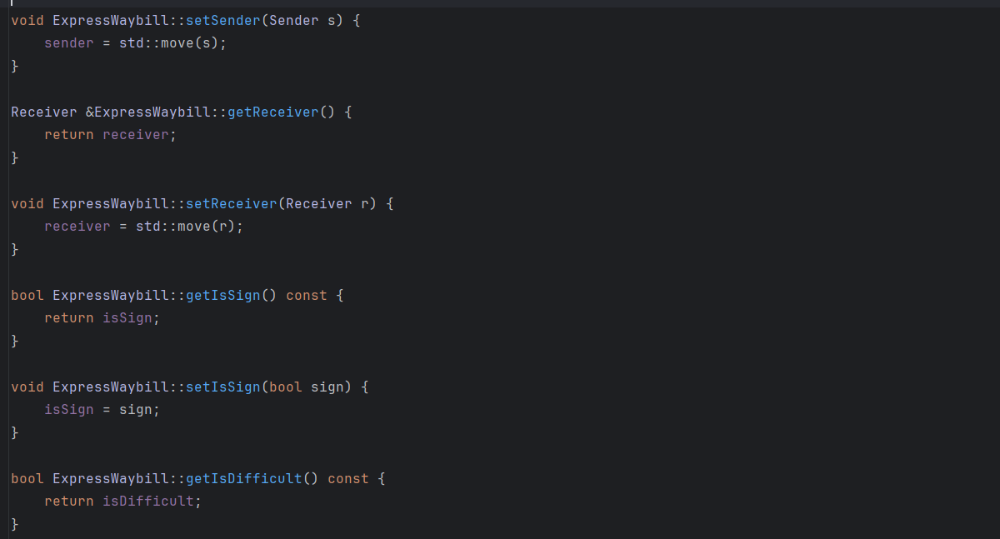 void ExpressWaybill::setSender(Sender s) {
    sender = std::move(s);
}

Receiver &ExpressWaybill::getReceiver() {
    return receiver;
}

void ExpressWaybill::setReceiver(Receiver r) {
    receiver = std::move(r);
}

bool ExpressWaybill::getIsSign() const {
    return isSign;
}

void ExpressWaybill::setIsSign(bool sign) {
    isSign = sign;
}

bool ExpressWaybill::getIsDifficult() const {
    return isDifficult;
}